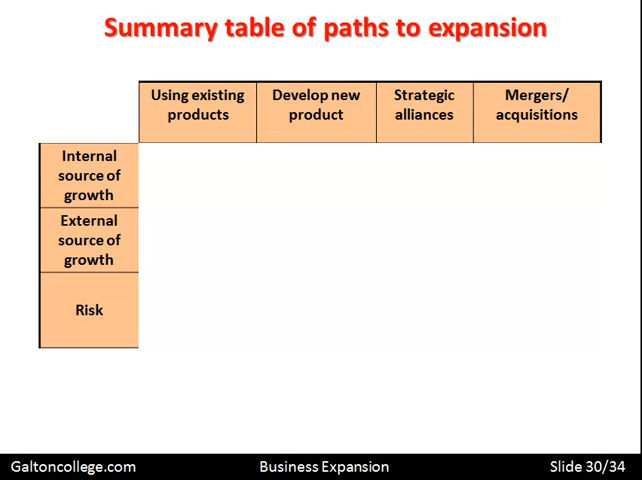 Summary table of paths to expansion
Using existing products
Develop new product
Strategic alliances
Mergers/ acquisitions
Internal source of growth
External source of growth
Risk
Galtoncollege.com
Business Expansion
Slide 30/34